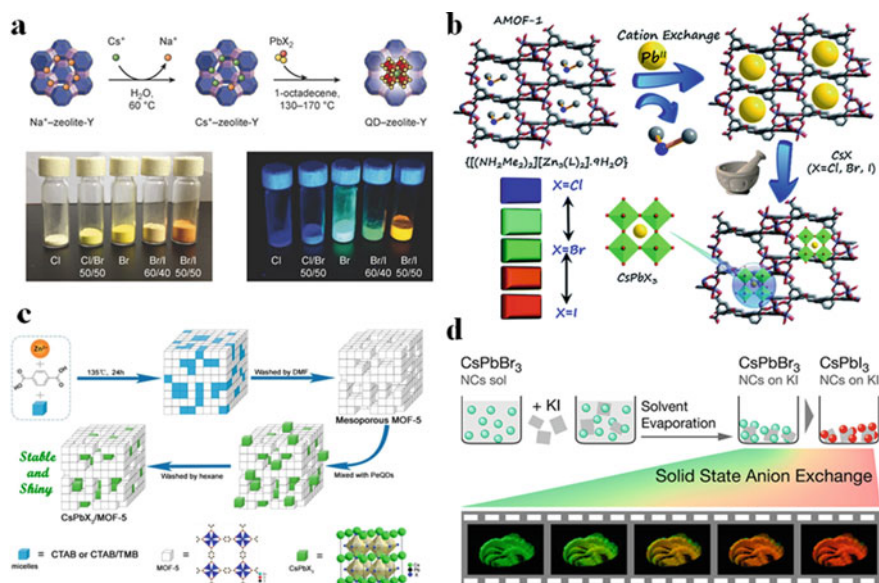 a
Cs⁺
Na⁺
PbX₂
H₂O,
60 °C
1-octadecene,
130–170 °C
Na⁺–zeolite-Y
Cs⁺–zeolite-Y
QD–zeolite-Y
Cl
Cl/Br
50/50
Br
Br/I
60/40
Br/I
50/50
Cl
Cl/Br
50/50
Br
Br/I
60/40
Br/I
50/50
b
AMOF-1
Cation Exchange
Pb^II
{[(NH₂Me₂)₂][Zn₃(L)₂].9H₂O}
CsX
(X=Cl, Br, I)
X=Cl
X=Br
X=I
CsPbX₃
c
Zn²⁺
+
HO
O
O
OH
+
135℃, 24h
Washed by DMF
Mesoporous MOF-5
Mixed with PeQDs
Washed by hexane
Stable
and
Shiny
CsPbX₃/MOF-5
micelles
= CTAB or CTAB/TMB
MOF-5
=
CsPbX₃
=
d
CsPbBr₃
NCs sol
+ KI
Solvent
Evaporation
CsPbBr₃
NCs on KI
CsPbI₃
NCs on KI
Solid State Anion Exchange